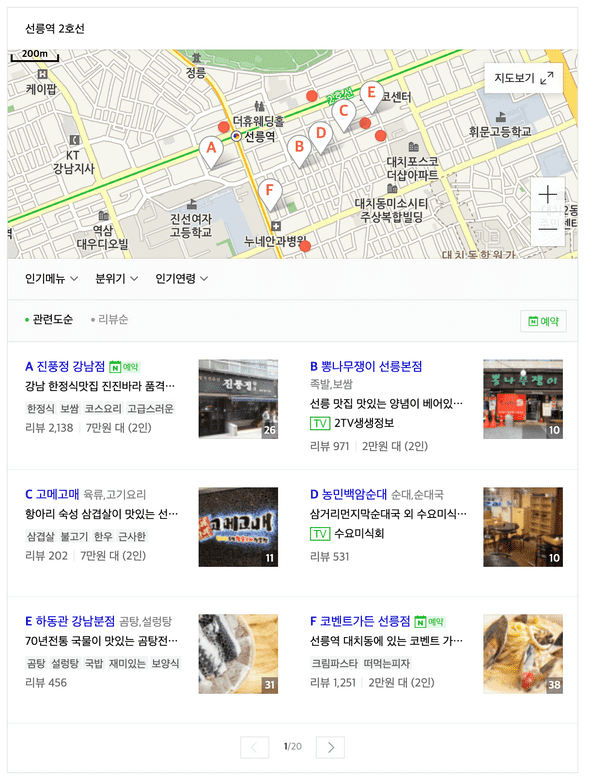 선릉역 2호선
200m
정릉
케이팝
지도보기
2호선
코센터
더휴웨딩홀
선릉역
휘문고등학교
KT
강남지사
A
B
C
D
E
F
대치포스코
더샵아파트
대치동미소시티
주상복합빌딩
역삼
대우디오빌
진선여자
고등학교
누네안과병원
대치동학원가
인기메뉴
분위기
인기연령
관련도순
리뷰순
예약
A 진풍정 강남점 예약
강남 한정식맛집 진진바라 품격…
한정식 보쌈 코스요리 고급스러운
리뷰 2,138 7만원 대 (2인)
진풍정
26
B 뽕나무쟁이 선릉본점
족발,보쌈
선릉 맛집 맛있는 양념이 베어있…
TV 2TV생생정보
리뷰 971 2만원 대 (2인)
뽕나무쟁이
10
C 고메고매 육류,고기요리
항아리 숙성 삼겹살이 맛있는 선…
삼겹살 불고기 한우 근사한
리뷰 202 7만원 대 (2인)
고메고매
11
D 농민백암순대 순대,순대국
삼거리먼지막순대국 외 수요미식…
TV 수요미식회
리뷰 531
10
E 하동관 강남분점 곰탕,설렁탕
70년전통 국물이 맛있는 곰탕전…
곰탕 설렁탕 국밥 재미있는 보양식
리뷰 456
31
F 코벤트가든 선릉점 예약
선릉역 대치동에 있는 코벤트 가…
크림파스타 떠먹는피자
리뷰 1,251 2만원 대 (2인)
38
1/20